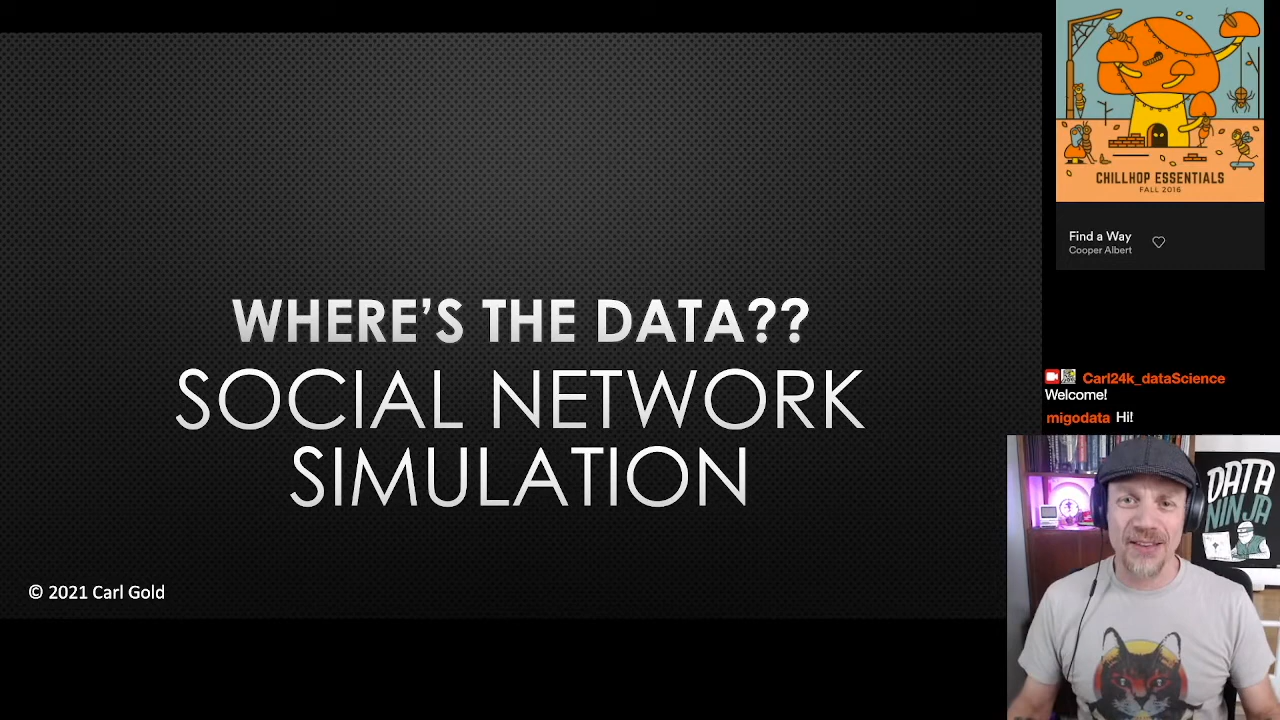 WHERE'S THE DATA??
SOCIAL NETWORK
SIMULATION
© 2021 Carl Gold
CHILLHOP ESSENTIALS
FALL 2016
Find a Way
Cooper Albert
Carl24k_dataScience
Welcome!
migodata Hi!
DATA
NINJA